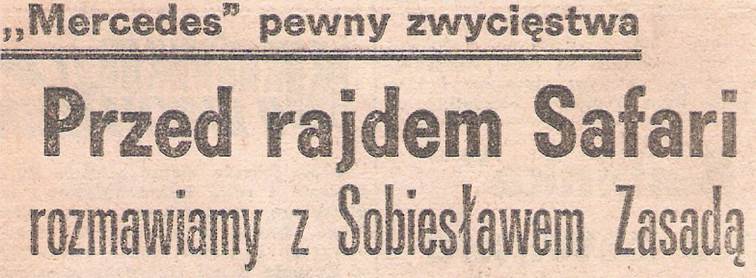 „Mercedes” pewny zwycięstwa
Przed rajdem Safari
rozmawiamy z Sobiesławem Zasadą